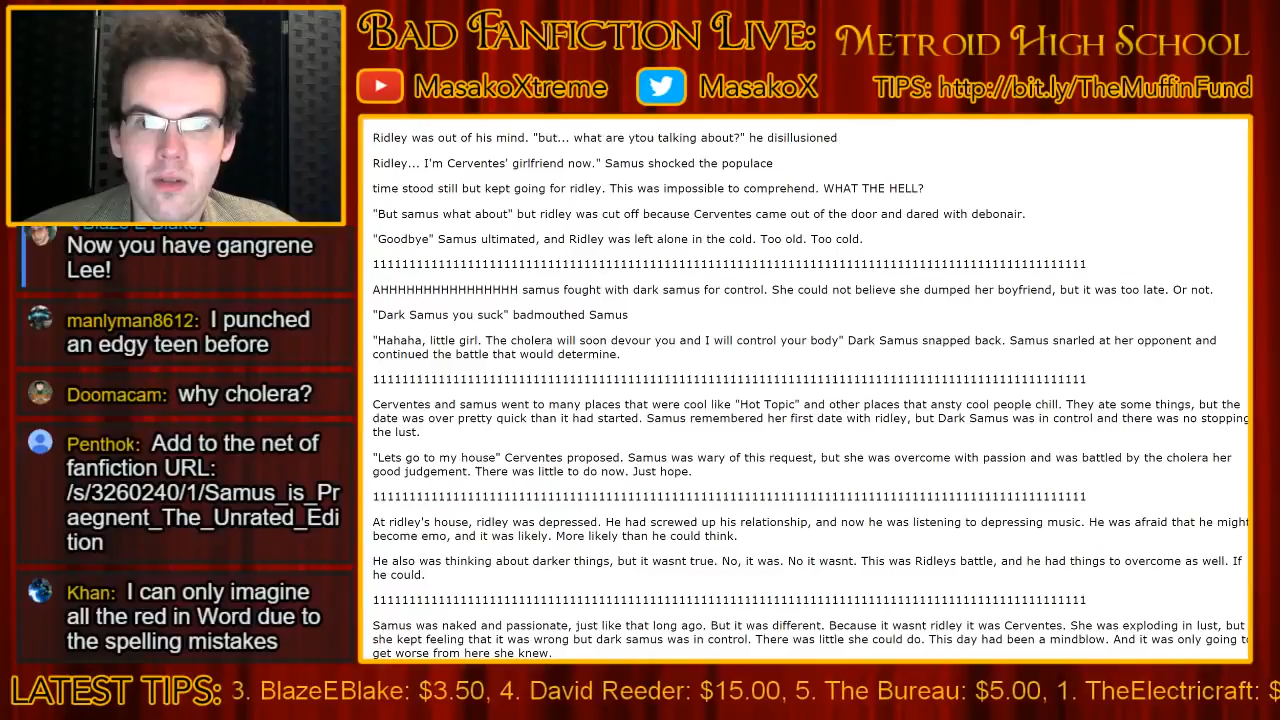 BAD FANFICTION LIVE: METROID HIGH SCHOOL
MasakoXtreme MasakoX TIPS: http://bit.ly/TheMuffinFund
Ridley was out of his mind. "but... what are ytou talking about?" he disillusioned
Ridley... I'm Cerventes' girlfriend now." Samus shocked the populace
time stood still but kept going for ridley. This was impossible to comprehend. WHAT THE HELL?
"But samus what about" but ridley was cut off because Cerventes came out of the door and dared with debonair.
"Goodbye" Samus ultimated, and Ridley was left alone in the cold. Too old. Too cold.
AHHHHHHHHHHHHHHHH samus fought with dark samus for control. She could not believe she dumped her boyfriend, but it was too late. Or not.
"Dark Samus you suck" badmouthed Samus
"Hahaha, little girl. The cholera will soon devour you and I will control your body" Dark Samus snapped back. Samus snarled at her opponent and
continued the battle that would determine.
Cerventes and samus went to many places that were cool like "Hot Topic" and other places that ansty cool people chill. They ate some things, but the
date was over pretty quick than it had started. Samus remembered her first date with ridley, but Dark Samus was in control and there was no stopping
the lust.
"Lets go to my house" Cerventes proposed. Samus was wary of this request, but she was overcome with passion and was battled by the cholera her
good judgement. There was little to do now. Just hope.
At ridley's house, ridley was depressed. He had screwed up his relationship, and now he was listening to depressing music. He was afraid that he might
become emo, and it was likely. More likely than he could think.
He also was thinking about darker things, but it wasnt true. No, it was. No it wasnt. This was Ridleys battle, and he had things to overcome as well. If
he could.
Samus was naked and passionate, just like that long ago. But it was different. Because it wasnt ridley it was Cerventes. She was exploding in lust, but
she kept feeling that it was wrong but dark samus was in control. There was little she could do. This day had been a mindblow. And it was only going to
get worse from here she knew.
Blaze E Blake:
Now you have gangrene
Lee!
manlyman8612: I punched
an edgy teen before
Doomacam: why cholera?
Penthok: Add to the net of
fanfiction URL:
/s/3260240/1/Samus_is_Pr
aegnent_The_Unrated_Edi
tion
Khan: I can only imagine
all the red in Word due to
the spelling mistakes
LATEST TIPS: 3. BlazeEBlake: $3.50, 4. David Reeder: $15.00, 5. The Bureau: $5.00, 1. TheElectricraft: $